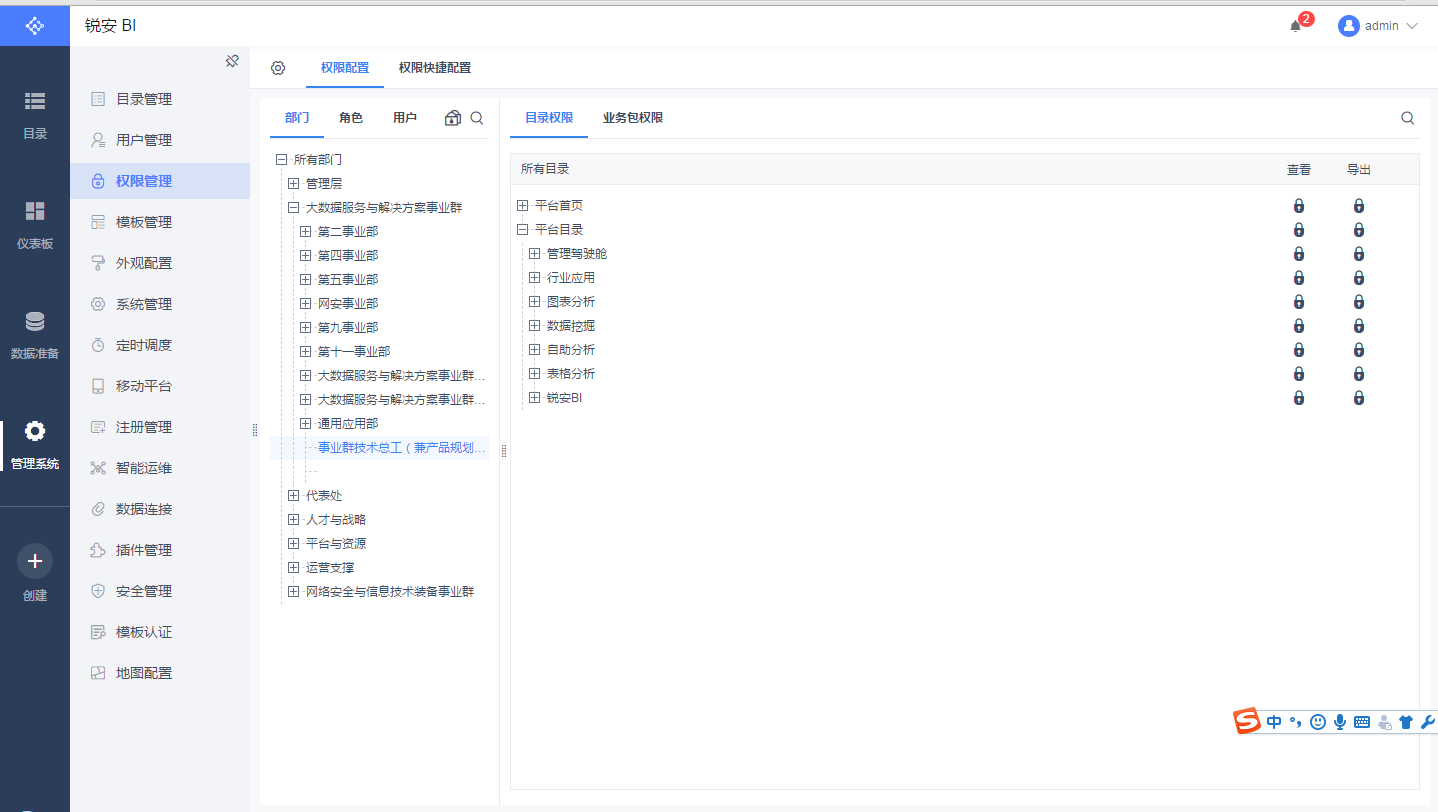 锐安 BI
2
admin
目录
仪表板
数据准备
管理系统
创建
目录管理
用户管理
权限管理
模板管理
外观配置
系统管理
定时调度
移动平台
注册管理
智能运维
数据连接
插件管理
安全管理
模板认证
地图配置
权限配置 权限快捷配置
部门 角色 用户
所有部门
管理层
大数据服务与解决方案事业群
第二事业部
第四事业部
第五事业部
网安事业部
第九事业部
第十一事业部
大数据服务与解决方案事业群...
大数据服务与解决方案事业群...
通用应用部
事业群技术总工（兼产品规划...
代表处
人才与战略
平台与资源
运营支撑
网络安全与信息技术装备事业群
目录权限 业务包权限
所有目录 查看 导出
平台首页
平台目录
管理驾驶舱
行业应用
图表分析
数据挖掘
自助分析
表格分析
锐安BI
S 中